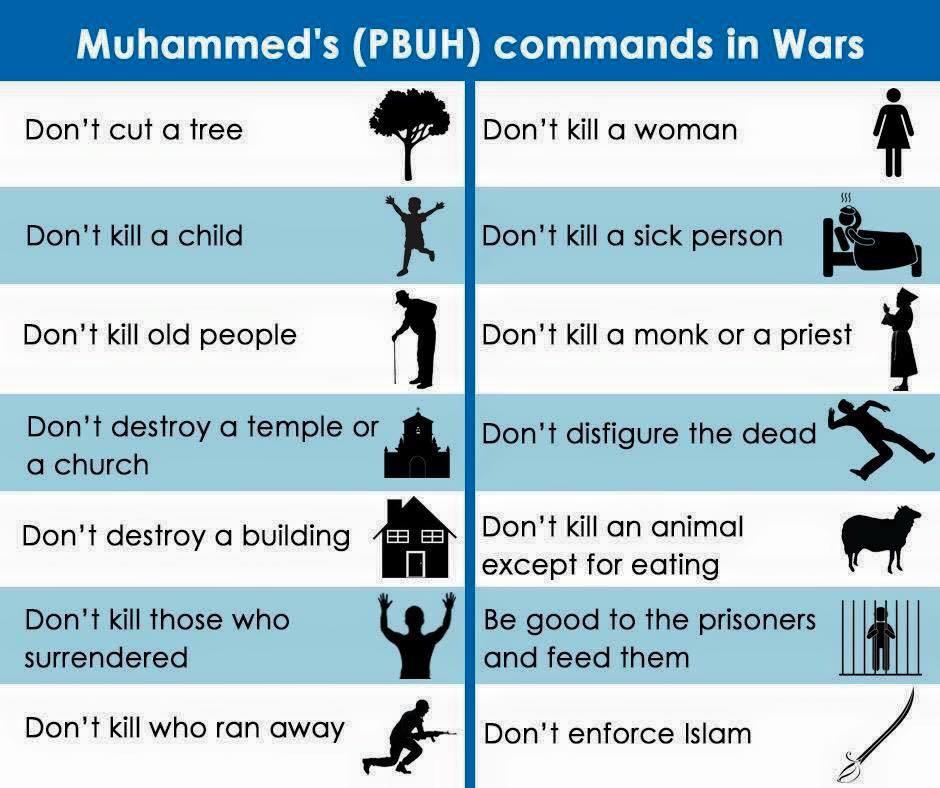 Muhammed's (PBUH) commands in Wars
Don't cut a tree
Don't kill a woman
Don't kill a child
Don't kill a sick person
Don't kill old people
Don't kill a monk or a priest
Don't destroy a temple or
a church
Don't disfigure the dead
Don't destroy a building
Don't kill an animal
except for eating
Don't kill those who
surrendered
Be good to the prisoners
and feed them
Don't kill who ran away
Don't enforce Islam